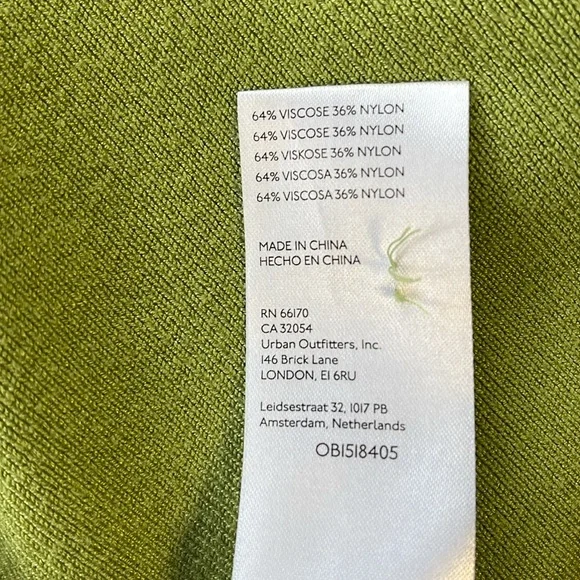 64% VISCOSE 36% NYLON
64% VISCOSE 36% NYLON
64% VISKOSE 36% NYLON
64% VISCOSA 36% NYLON
64% VISCOSA 36% NYLON
MADE IN CHINA
HECHO EN CHINA
RN 66170
CA 32054
Urban Outfitters, Inc.
146 Brick Lane
LONDON, E1 6RU
Leidsestraat 32, 1017 PB
Amsterdam, Netherlands
OB1518405